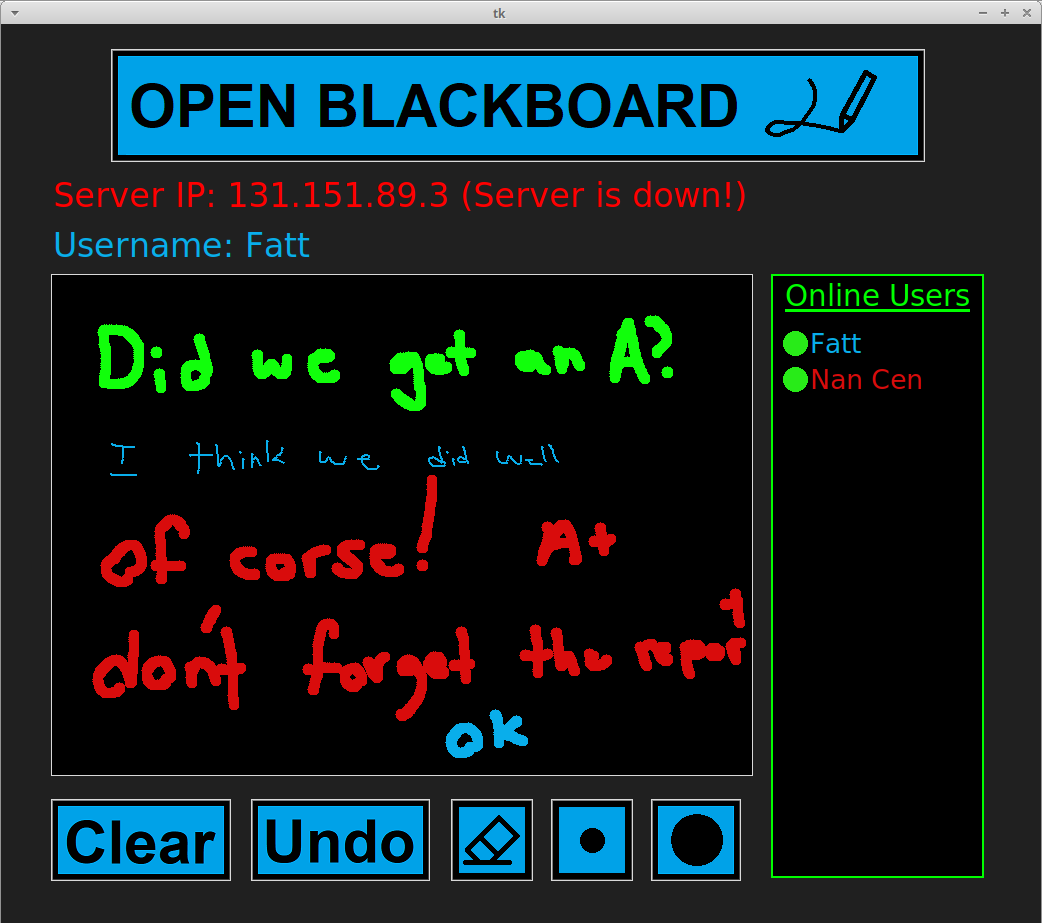 tk
OPEN BLACKBOARD
Server IP: 131.151.89.3 (Server is down!)
Username: Fatt
Did we get an A?
I think we did well
of corse! A+
don't forget the report
ok
Online Users
Fatt
Nan Cen
Clear Undo